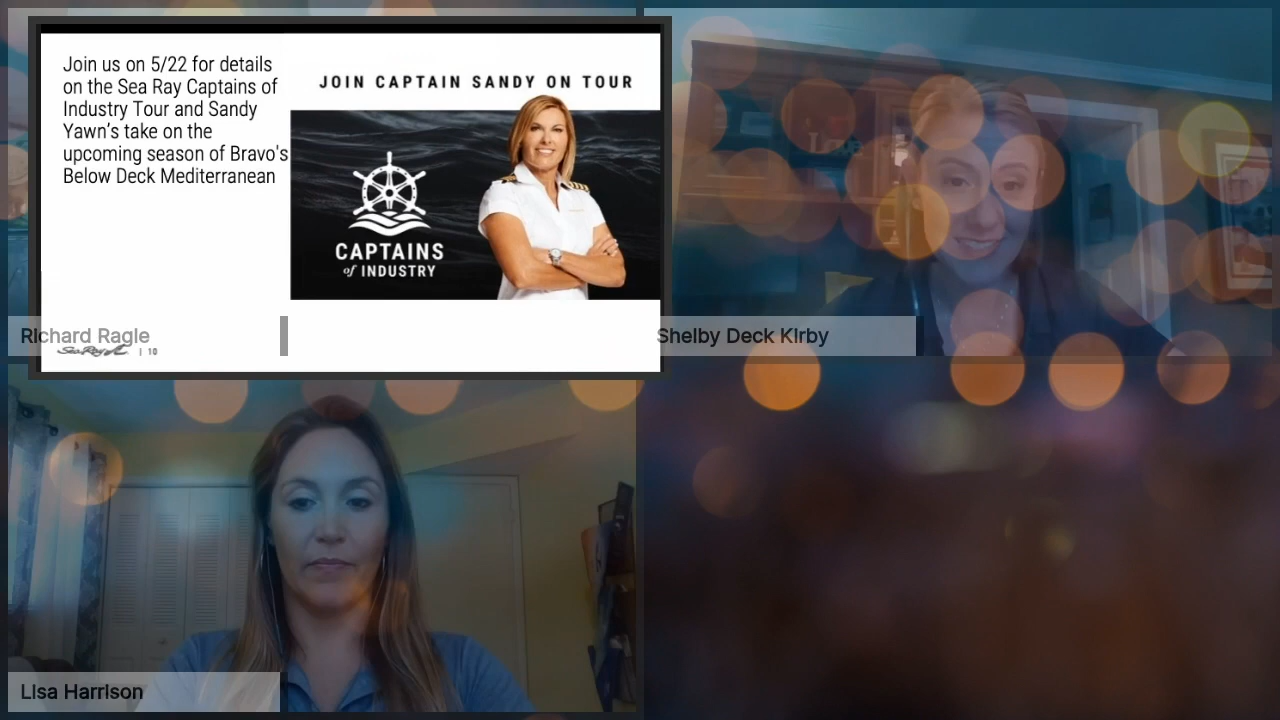 Join us on 5/22 for details
on the Sea Ray Captains of
Industry Tour and Sandy
Yawn's take on the
upcoming season of Bravo's
Below Deck Mediterranean
JOIN CAPTAIN SANDY ON TOUR
CAPTAINS
of INDUSTRY
Richard Ragle
Sea Ray | 10
Shelby Deck Kirby
Lisa Harrison